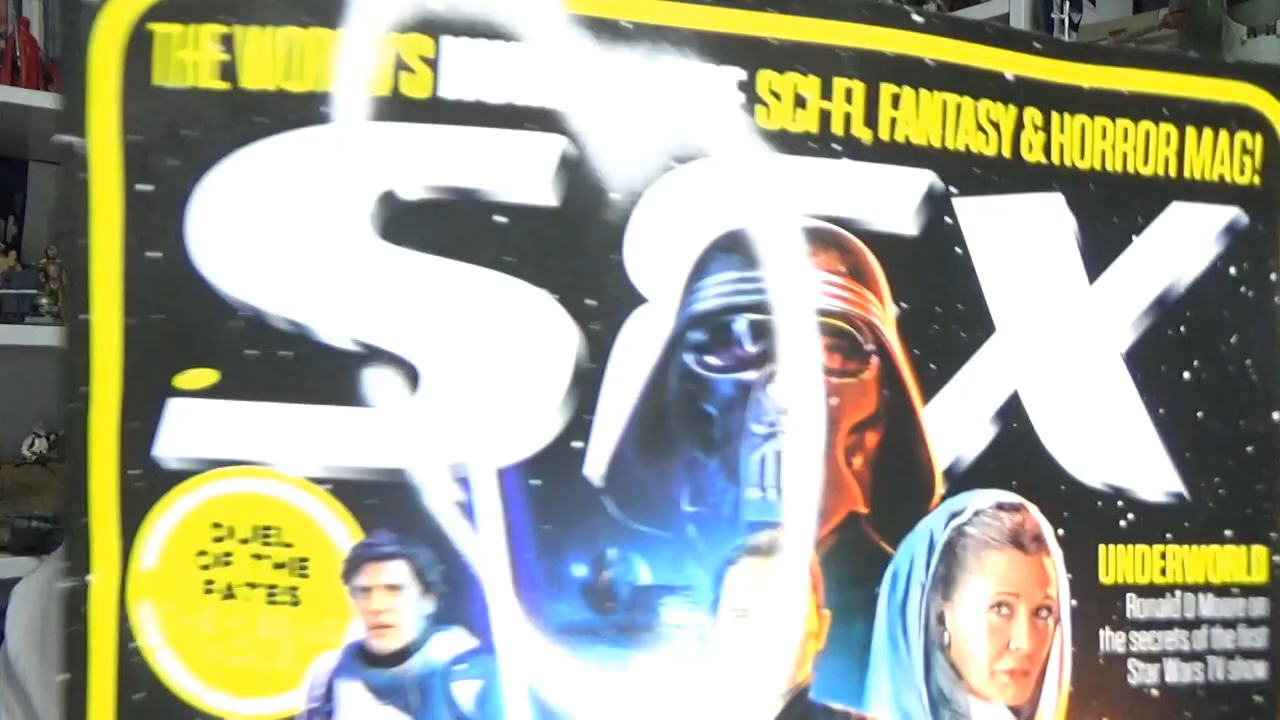 THE WORLD'S SCI-FI, FANTASY & HORROR MAG!
SFX
DUEL
OF THE
FATES
UNDERWORLD
Ronald D Moore on
the secrets of the first
Star Wars TV show